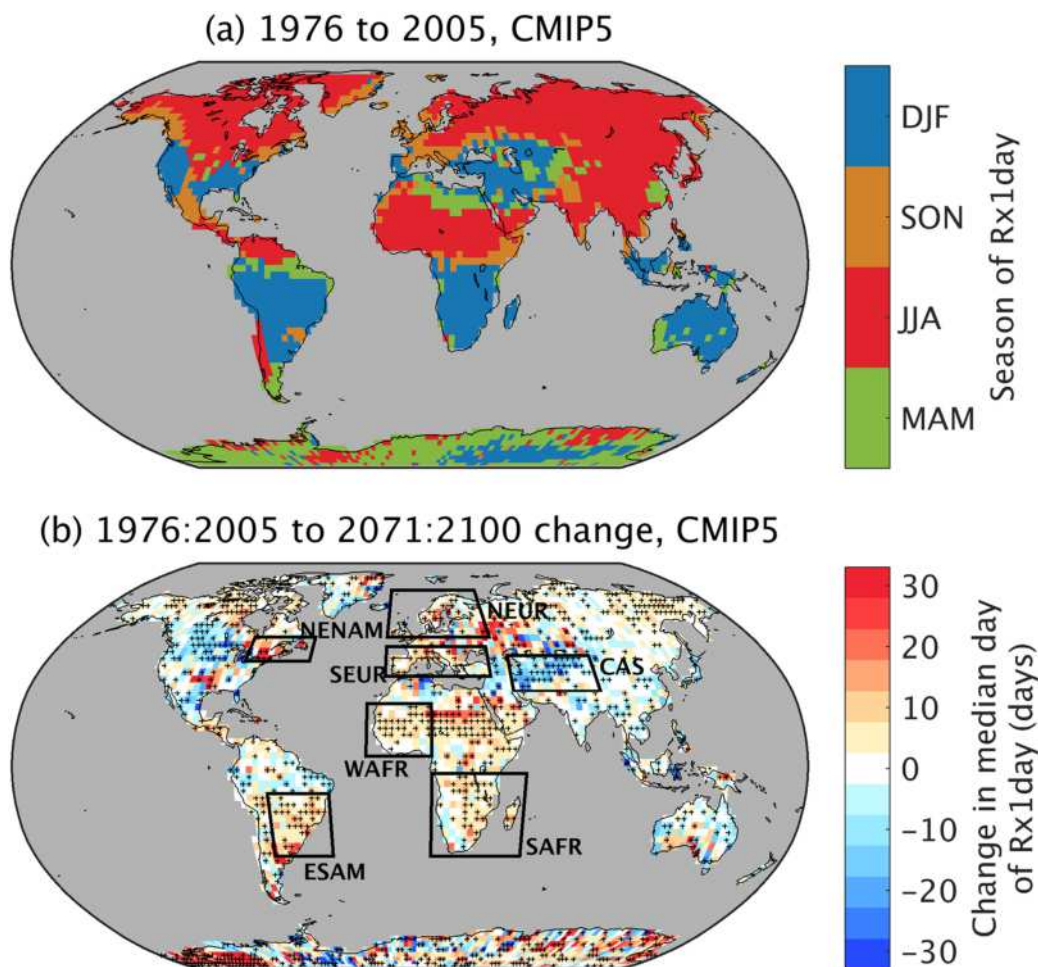 (a) 1976 to 2005, CMIP5
DJF
SON
JJA
MAM
Season of Rx1day
(b) 1976:2005 to 2071:2100 change, CMIP5
NENAM
NEUR
SEUR
CAS
WAFR
ESAM
SAFR
30
20
10
0
−10
−20
−30
Change in median day
of Rx1day (days)